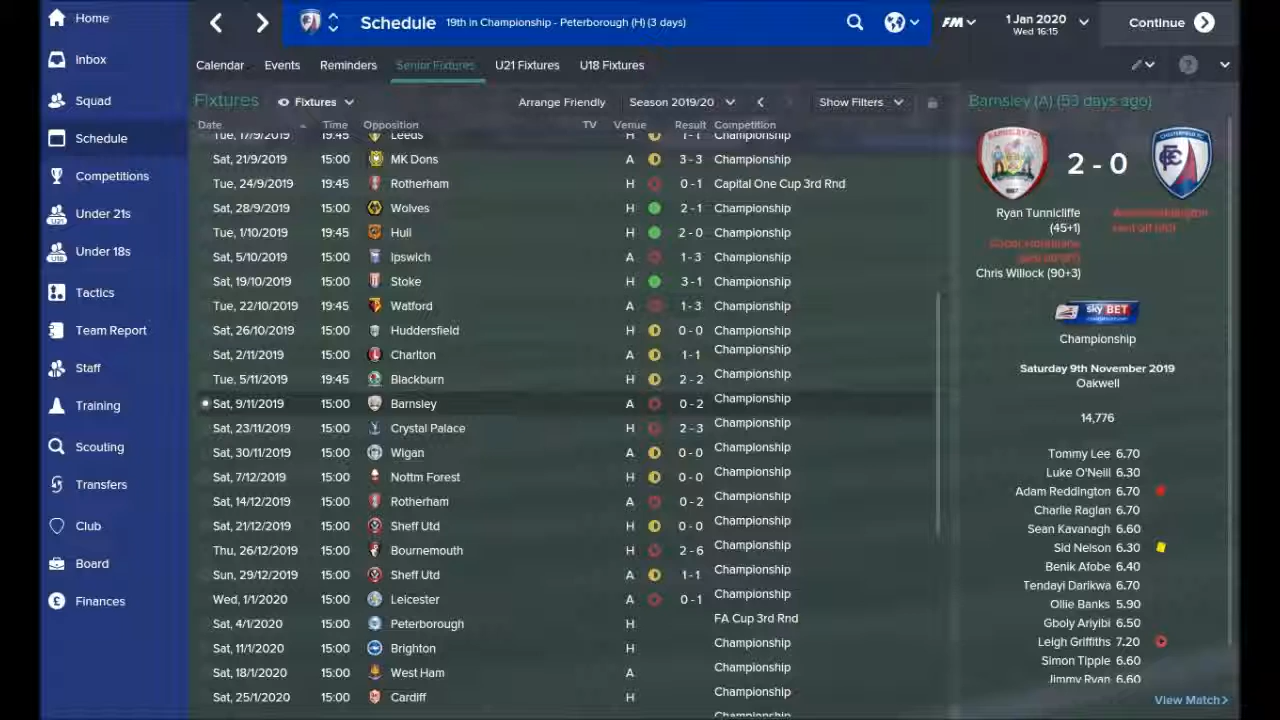 Home
Schedule
19th in Championship - Peterborough (H) (3 days)
FM
1 Jan 2020
Wed 16:15
Continue
Inbox
Squad
Schedule
Competitions
Under 21s
Under 18s
Tactics
Team Report
Staff
Training
Scouting
Transfers
Club
Board
Finances
Calendar Events Reminders Senior Fixtures U21 Fixtures U18 Fixtures
Fixtures Fixtures Arrange Friendly Season 2019/20 Show Filters
Date Time Opposition TV Venue Result Competition
Tue, 17/9/2019 19:45 Leeds H 1 - 1 Championship
Sat, 21/9/2019 15:00 MK Dons A 3 - 3 Championship
Tue, 24/9/2019 19:45 Rotherham H 0 - 1 Capital One Cup 3rd Rnd
Sat, 28/9/2019 15:00 Wolves H 2 - 1 Championship
Tue, 1/10/2019 19:45 Hull H 2 - 0 Championship
Sat, 5/10/2019 15:00 Ipswich A 1 - 3 Championship
Sat, 19/10/2019 15:00 Stoke H 3 - 1 Championship
Tue, 22/10/2019 19:45 Watford A 1 - 3 Championship
Sat, 26/10/2019 15:00 Huddersfield H 0 - 0 Championship
Sat, 2/11/2019 15:00 Charlton A 1 - 1 Championship
Tue, 5/11/2019 19:45 Blackburn H 2 - 2 Championship
Sat, 9/11/2019 15:00 Barnsley A 0 - 2 Championship
Sat, 23/11/2019 15:00 Crystal Palace H 2 - 3 Championship
Sat, 30/11/2019 15:00 Wigan A 0 - 0 Championship
Sat, 7/12/2019 15:00 Nottm Forest H 0 - 0 Championship
Sat, 14/12/2019 15:00 Rotherham A 0 - 2 Championship
Sat, 21/12/2019 15:00 Sheff Utd H 0 - 0 Championship
Thu, 26/12/2019 15:00 Bournemouth H 2 - 6 Championship
Sun, 29/12/2019 15:00 Sheff Utd A 1 - 1 Championship
Wed, 1/1/2020 15:00 Leicester A 0 - 1 Championship
Sat, 4/1/2020 15:00 Peterborough H FA Cup 3rd Rnd
Sat, 11/1/2020 15:00 Brighton H Championship
Sat, 18/1/2020 15:00 West Ham A Championship
Sat, 25/1/2020 15:00 Cardiff H Championship
Championship
Barnsley (A) (53 days ago)
2 - 0
Ryan Tunnicliffe
(45+1)
Chris Willock (90+3)
sky BET
Championship
Saturday 9th November 2019
Oakwell
14,776
Tommy Lee 6.70
Luke O'Neill 6.30
Adam Reddington 6.70
Charlie Raglan 6.70
Sean Kavanagh 6.60
Sid Nelson 6.30
Benik Afobe 6.40
Tendayi Darikwa 6.70
Ollie Banks 5.90
Gboly Ariyibi 6.50
Leigh Griffiths 7.20
Simon Tipple 6.60
Jimmy Ryan 6.60
View Match>